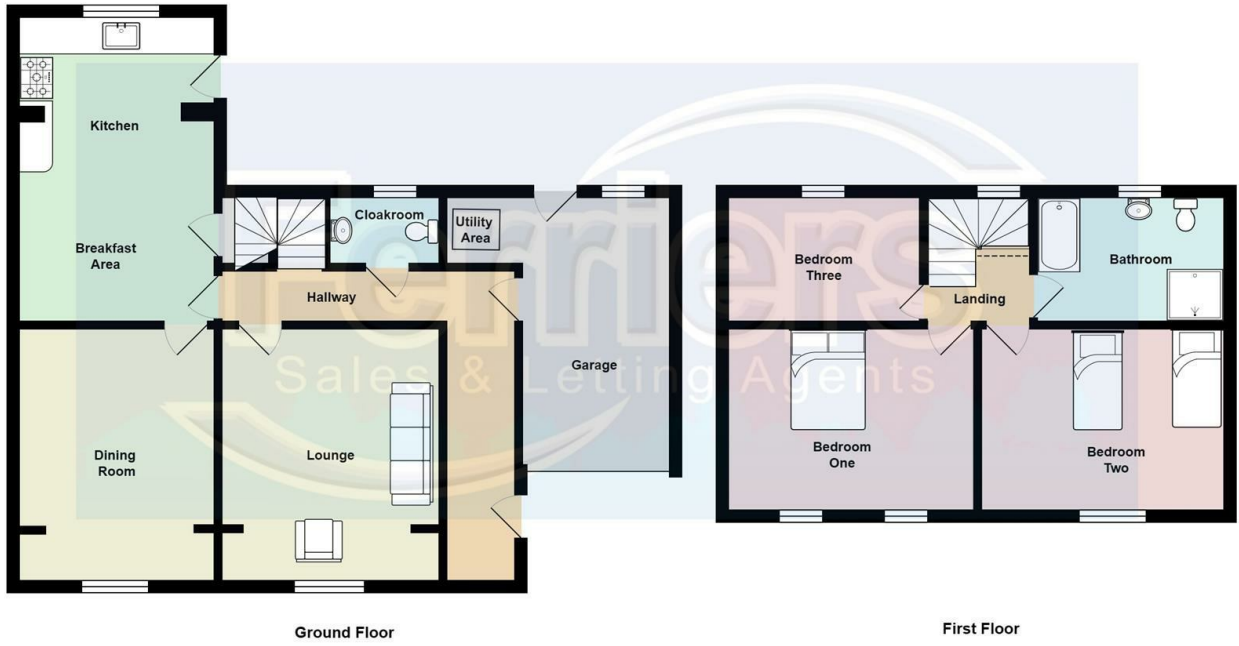 Kitchen
Breakfast
Area
Cloakroom
Utility
Area
Hallway
Garage
Dining
Room
Lounge
Ferriers
Sales & Letting Agents
Bedroom
Three
Landing
Bathroom
Bedroom
One
Bedroom
Two
Ground Floor
First Floor